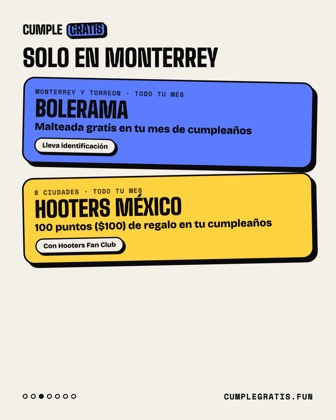 CUMPLE GRATIS
SOLO EN MONTERREY
MONTERREY Y TORREON · TODO TU MES
BOLERAMA
Malteada gratis en tu mes de cumpleaños
Lleva identificación
8 CIUDADES · TODO TU MES
HOOTERS MÉXICO
100 puntos ($100) de regalo en tu cumpleaños
Con Hooters Fan Club
CUMPLEGRATIS.FUN